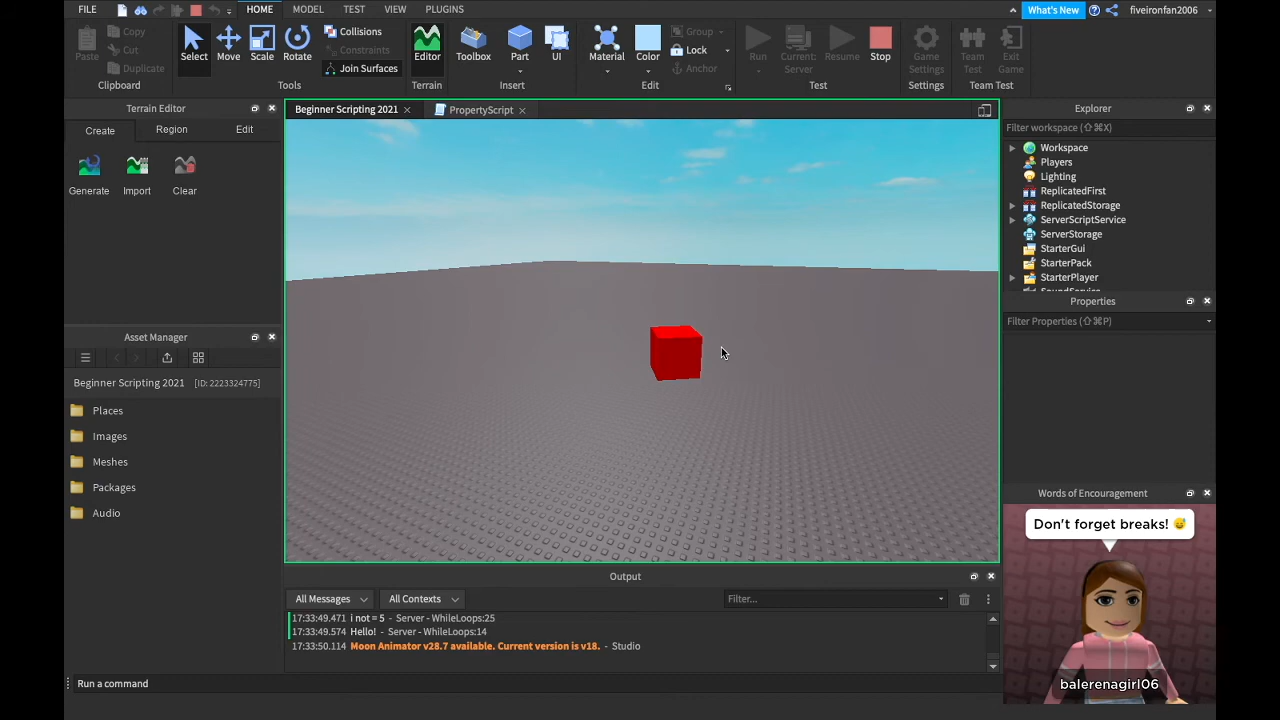 FILE HOME MODEL TEST VIEW PLUGINS What's New fiveironfan2006
Paste Copy Cut Duplicate Select Move Scale Rotate Collisions Constraints Join Surfaces Editor Toolbox Part UI Material Color Group Lock Anchor Run Current: Server Resume Stop Game Settings Team Test Exit Game
Clipboard Tools Terrain Insert Edit Test Settings Team Test
Terrain Editor
Create Region Edit
Generate Import Clear
Asset Manager
Beginner Scripting 2021 [ID: 2223324775]
Places
Images
Meshes
Packages
Audio
Beginner Scripting 2021 PropertyScript
Output
All Messages All Contexts Filter...
17:33:49.471 i not = 5 - Server - WhileLoops:25
17:33:49.574 Hello! - Server - WhileLoops:14
17:33:50.114 Moon Animator v28.7 available. Current version is v18. - Studio
Run a command
Explorer
Filter workspace (⇧⌘X)
Workspace
Players
Lighting
ReplicatedFirst
ReplicatedStorage
ServerScriptService
ServerStorage
StarterGui
StarterPack
StarterPlayer
SoundService
Properties
Filter Properties (⇧⌘P)
Words of Encouragement
Don't forget breaks! 😅
balerenagirl06